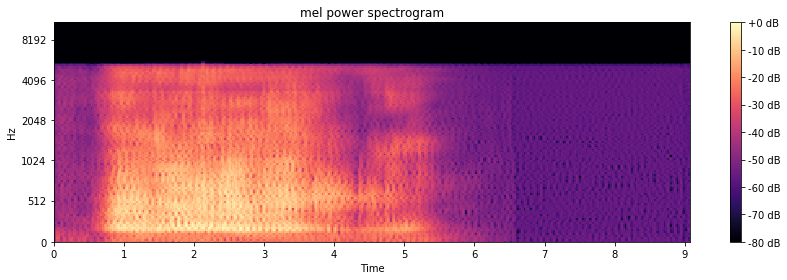 mel power spectrogram
Hz
8192
4096
2048
1024
512
0
0 1 2 3 4 5 6 7 8 9
Time
+0 dB
-10 dB
-20 dB
-30 dB
-40 dB
-50 dB
-60 dB
-70 dB
-80 dB